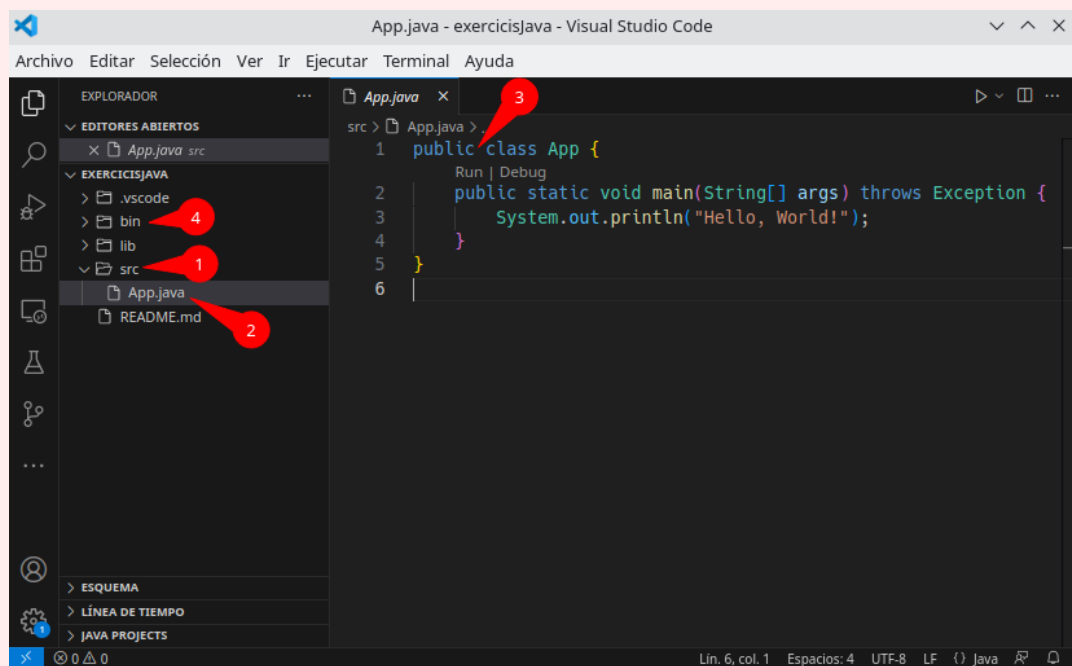 App.java - exercicisJava - Visual Studio Code
Archivo Editar Selección Ver Ir Ejecutar Terminal Ayuda
EXPLORADOR
EDITORES ABIERTOS
App.java src
EXERCICISJAVA
.vscode
bin
4
lib
src
1
App.java
2
README.md
ESQUEMA
LÍNEA DE TIEMPO
JAVA PROJECTS
App.java
3
src > App.java > ..
1 public class App {
Run | Debug
2 public static void main(String[] args) throws Exception {
3 System.out.println("Hello, World!");
4 }
5 }
6
1
0 0
Lín. 6, col. 1 Espacios: 4 UTF-8 LF {} Java